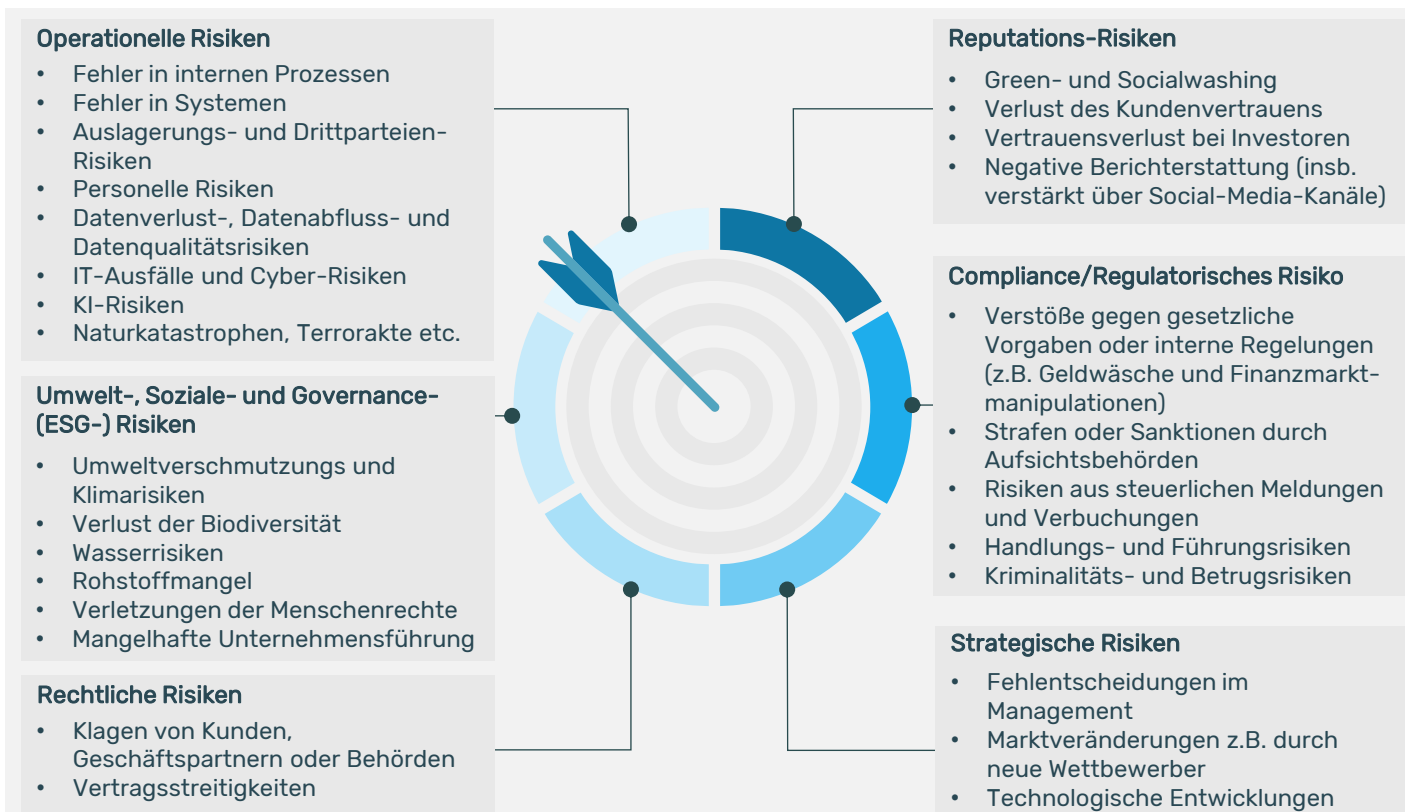 Operationelle Risiken
• Fehler in internen Prozessen
• Fehler in Systemen
• Auslagerungs- und Drittparteien-
Risiken
• Personelle Risiken
• Datenverlust-, Datenabfluss- und
Datenqualitätsrisiken
• IT-Ausfälle und Cyber-Risiken
• KI-Risiken
• Naturkatastrophen, Terrorakte etc.
Umwelt-, Soziale- und Governance-
(ESG-) Risiken
• Umweltverschmutzungs und
Klimarisiken
• Verlust der Biodiversität
• Wasserrisiken
• Rohstoffmangel
• Verletzungen der Menschenrechte
• Mangelhafte Unternehmensführung
Rechtliche Risiken
• Klagen von Kunden,
Geschäftspartnern oder Behörden
• Vertragsstreitigkeiten
Reputations-Risiken
• Green- und Socialwashing
• Verlust des Kundenvertrauens
• Vertrauensverlust bei Investoren
• Negative Berichterstattung (insb.
verstärkt über Social-Media-Kanäle)
Compliance/Regulatorisches Risiko
• Verstöße gegen gesetzliche
Vorgaben oder interne Regelungen
(z.B. Geldwäsche und Finanzmarkt-
manipulationen)
• Strafen oder Sanktionen durch
Aufsichtsbehörden
• Risiken aus steuerlichen Meldungen
und Verbuchungen
• Handlungs- und Führungsrisiken
• Kriminalitäts- und Betrugsrisiken
Strategische Risiken
• Fehlentscheidungen im
Management
• Marktveränderungen z.B. durch
neue Wettbewerber
• Technologische Entwicklungen